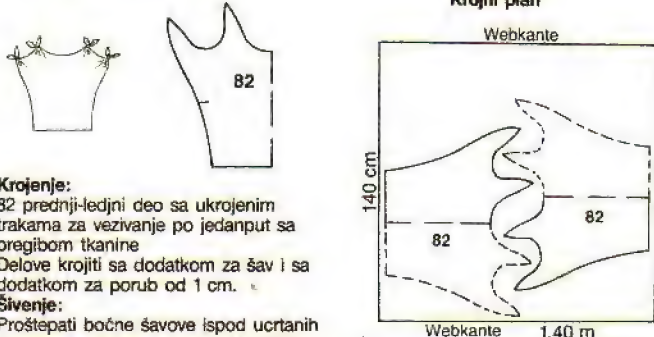 Krojni plan
82
Webkante
140 cm
82
82
Webkante 1,40 m
Krojenje:
82 prednji-ledjni deo sa ukrojenim
trakama za vezivanje po jedanput sa
pregibom tkanine
Delove krojiti sa dodatkom za šav i sa
dodatkom za porub od 1 cm.
Šivenje:
Proštepati bočne šavove ispod ucrtanih